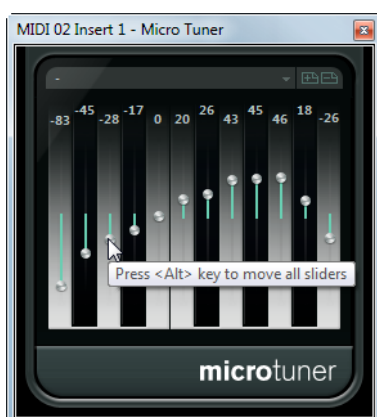 MIDI 02 Insert 1 - Micro Tuner
-
-83 -45 -28 -17 0 20 26 43 45 46 18 -26
Press <Alt> key to move all sliders
microtuner